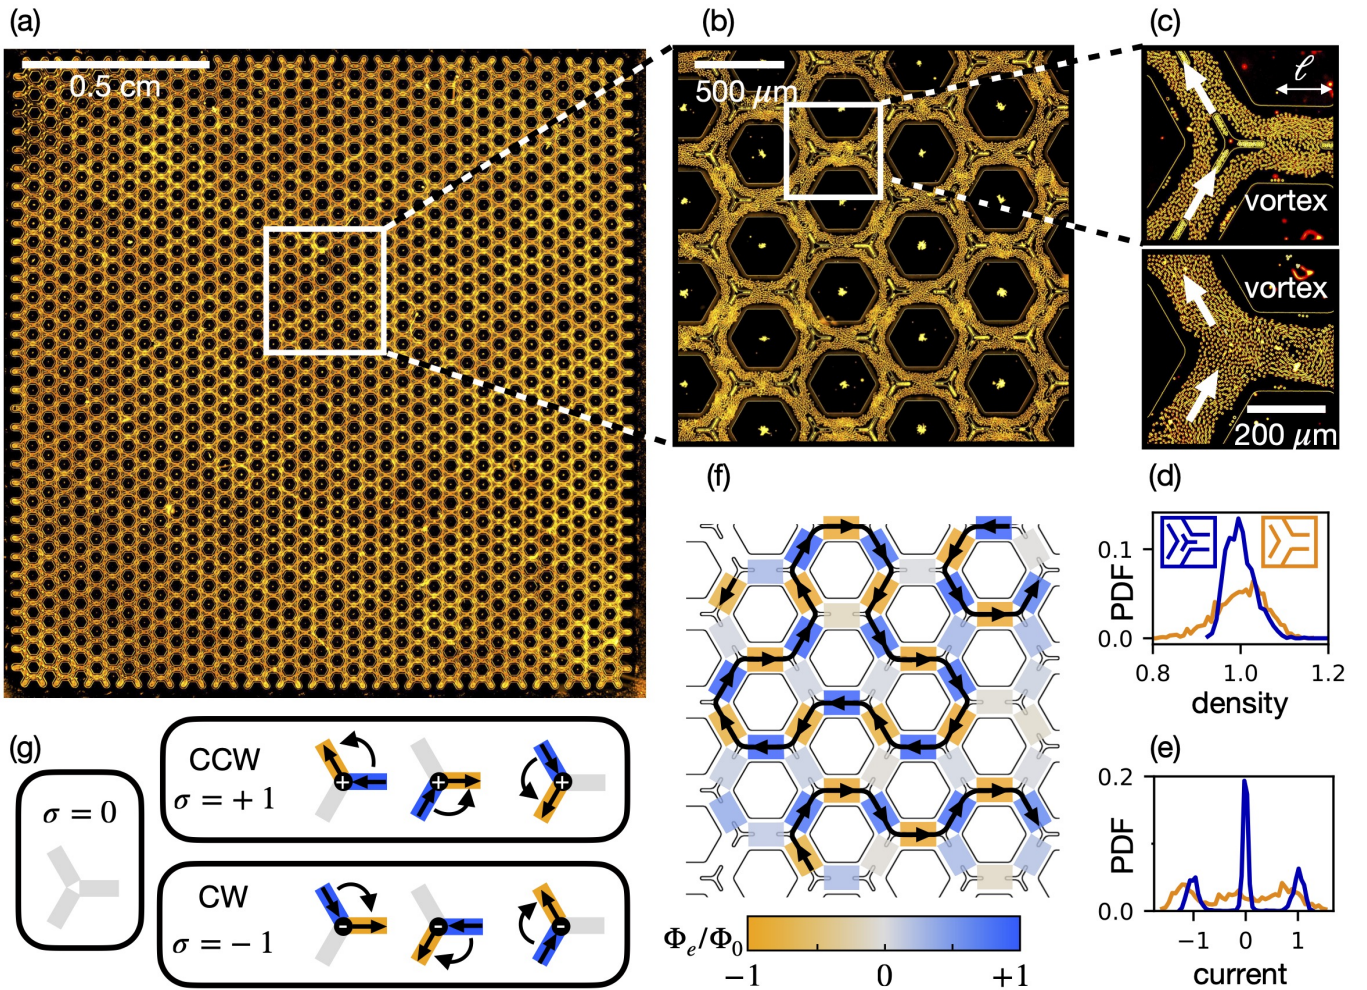 (a)
0.5 cm
(b)
500 μm
(c)
ℓ
vortex
vortex
200 μm
(d)
PDF
0.1
0.0
0.8 1.0 1.2
density
(e)
PDF
0.2
0.0
−1 0 1
current
(f)
Φe/Φ0
−1 0 +1
(g)
σ = 0
CCW
σ = + 1
+ + +
CW
σ = − 1
- - -